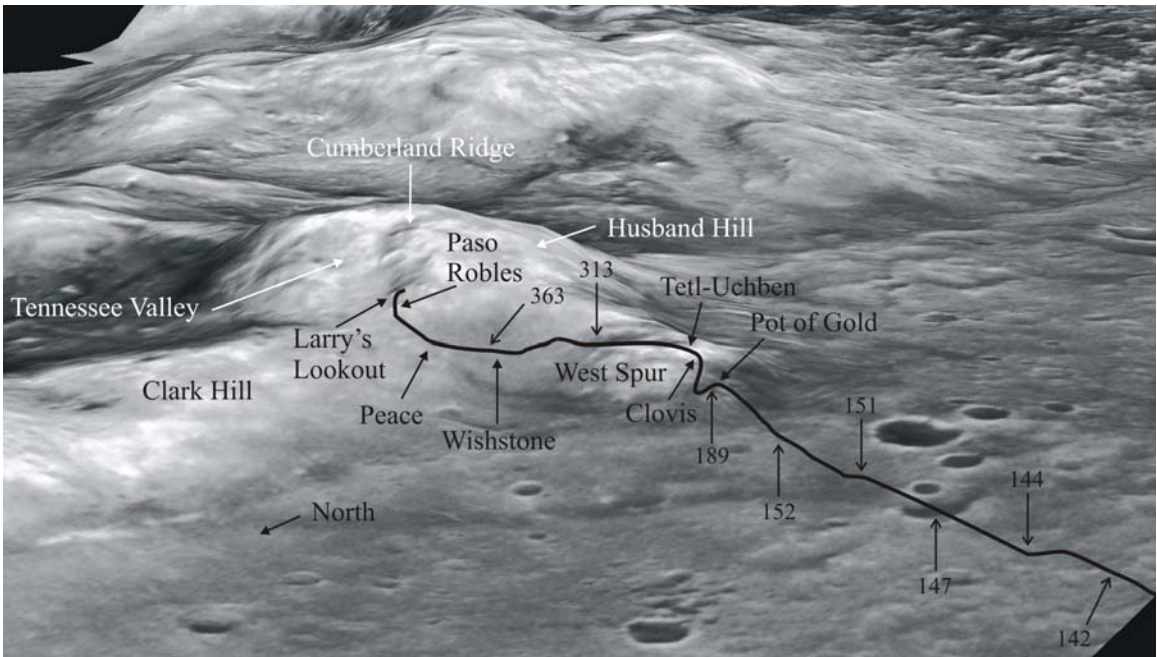 Cumberland Ridge
Husband Hill
Paso
Robles
313
Tetl-Uchben
363
Tennessee Valley
Pot of Gold
Larry's
Lookout
Clark Hill
West Spur
Peace
Clovis
151
Wishstone
189
144
152
North
147
142